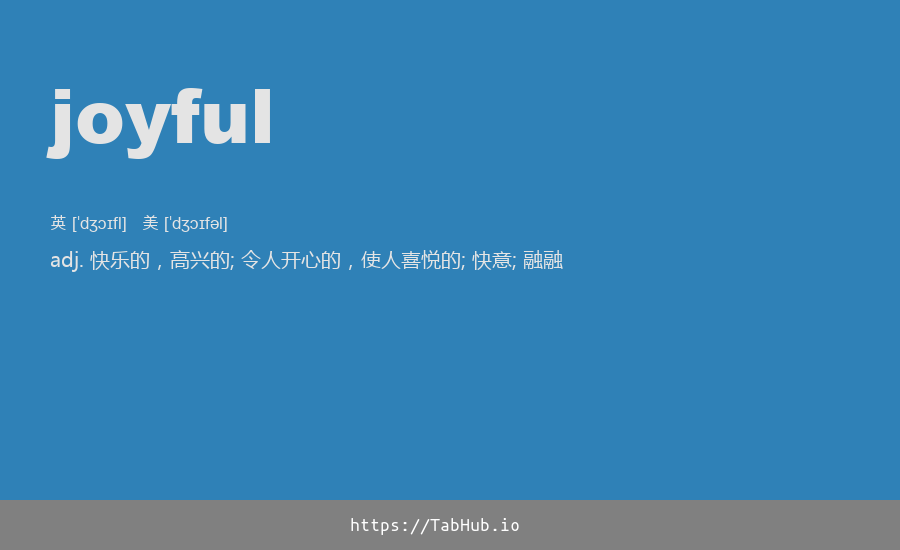 joyful
英 [ˈdʒɔɪfl] 美 [ˈdʒɔɪfəl]
adj. 快乐的，高兴的; 令人开心的，使人喜悦的; 快意; 融融
https://TabHub.io